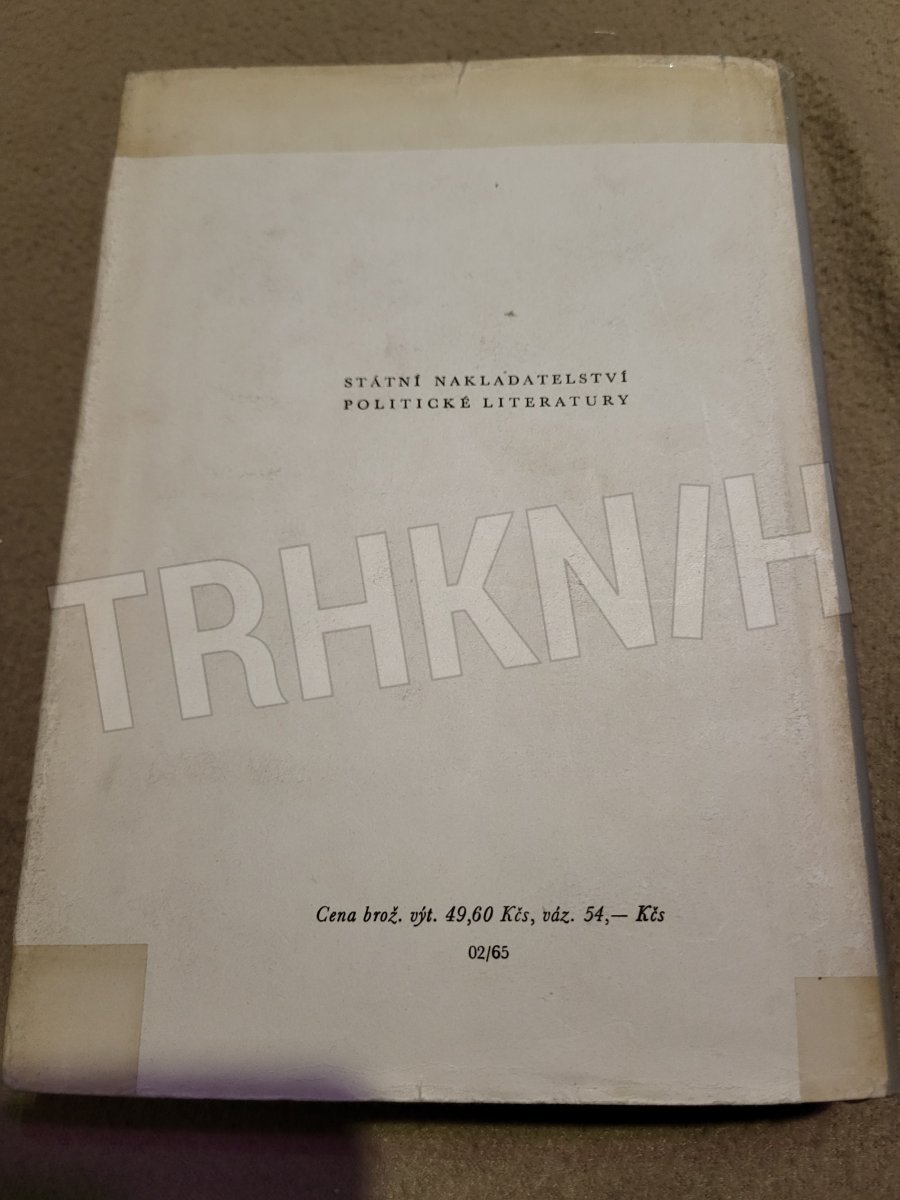 STÁTNÍ NAKLADATELSTVÍ
POLITICKÉ LITERATURY
TRHKNIH
Cena brož. výt. 49,60 Kčs, váz. 54,— Kčs
02/65